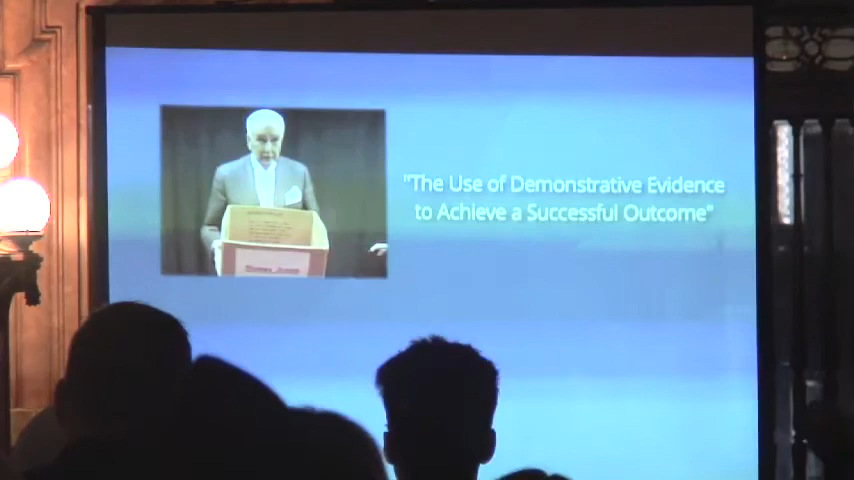 "The Use of Demonstrative Evidence
to Achieve a Successful Outcome"